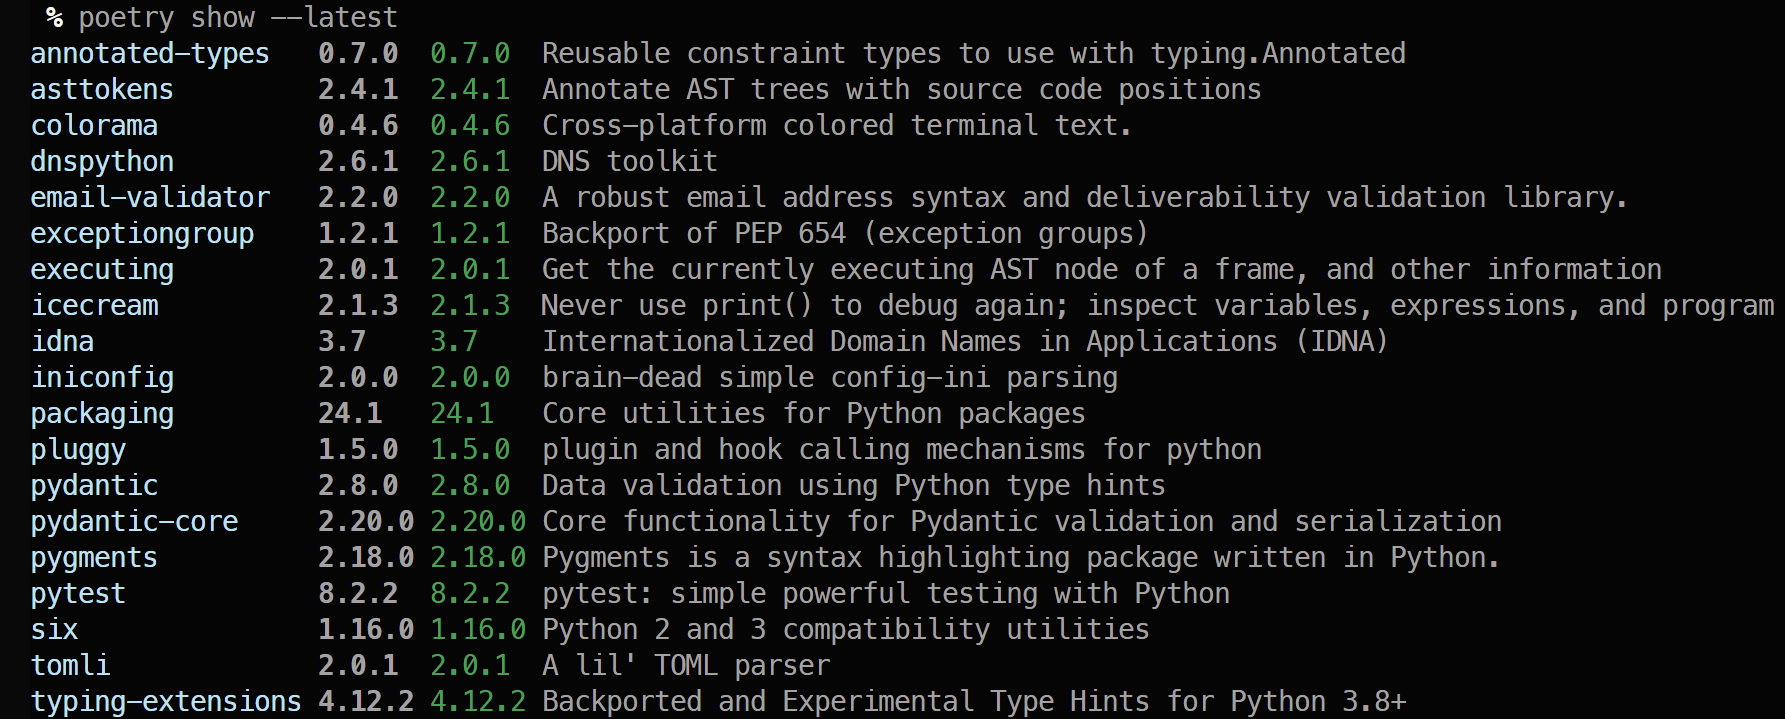 % poetry show --latest
annotated-types 0.7.0 0.7.0 Reusable constraint types to use with typing.Annotated
asttokens 2.4.1 2.4.1 Annotate AST trees with source code positions
colorama 0.4.6 0.4.6 Cross-platform colored terminal text.
dnspython 2.6.1 2.6.1 DNS toolkit
email-validator 2.2.0 2.2.0 A robust email address syntax and deliverability validation library.
exceptiongroup 1.2.1 1.2.1 Backport of PEP 654 (exception groups)
executing 2.0.1 2.0.1 Get the currently executing AST node of a frame, and other information
icecream 2.1.3 2.1.3 Never use print() to debug again; inspect variables, expressions, and program
idna 3.7 3.7 Internationalized Domain Names in Applications (IDNA)
iniconfig 2.0.0 2.0.0 brain-dead simple config-ini parsing
packaging 24.1 24.1 Core utilities for Python packages
pluggy 1.5.0 1.5.0 plugin and hook calling mechanisms for python
pydantic 2.8.0 2.8.0 Data validation using Python type hints
pydantic-core 2.20.0 2.20.0 Core functionality for Pydantic validation and serialization
pygments 2.18.0 2.18.0 Pygments is a syntax highlighting package written in Python.
pytest 8.2.2 8.2.2 pytest: simple powerful testing with Python
six 1.16.0 1.16.0 Python 2 and 3 compatibility utilities
tomli 2.0.1 2.0.1 A lil' TOML parser
typing-extensions 4.12.2 4.12.2 Backported and Experimental Type Hints for Python 3.8+